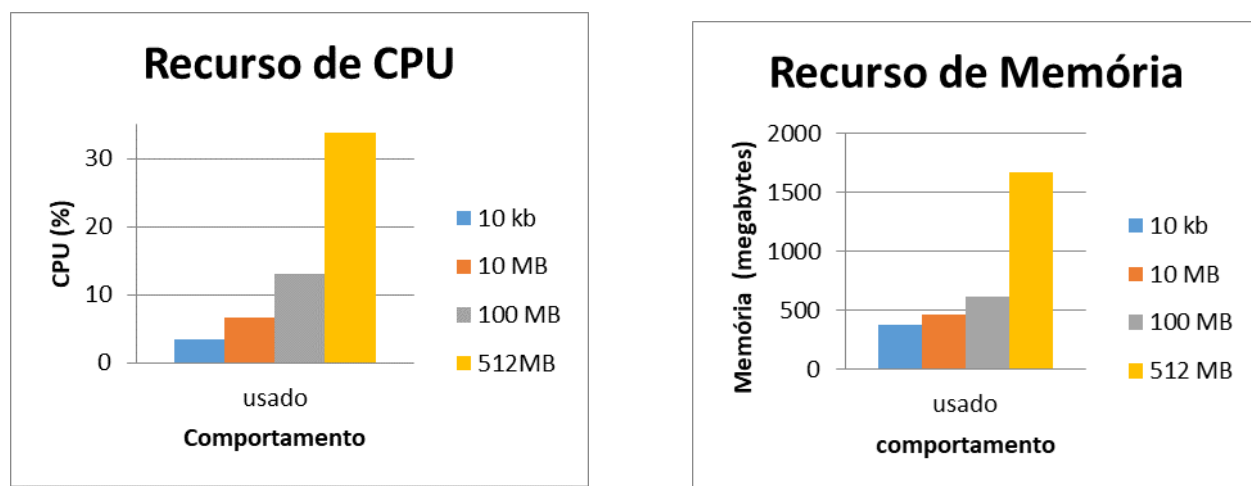 Recurso de CPU
CPU (%)
30
20
10
0
usado
Comportamento
10 kb
10 MB
100 MB
512MB
Recurso de Memória
Memória (megabytes)
2000
1500
1000
500
0
usado
comportamento
10 kb
10 MB
100 MB
512 MB